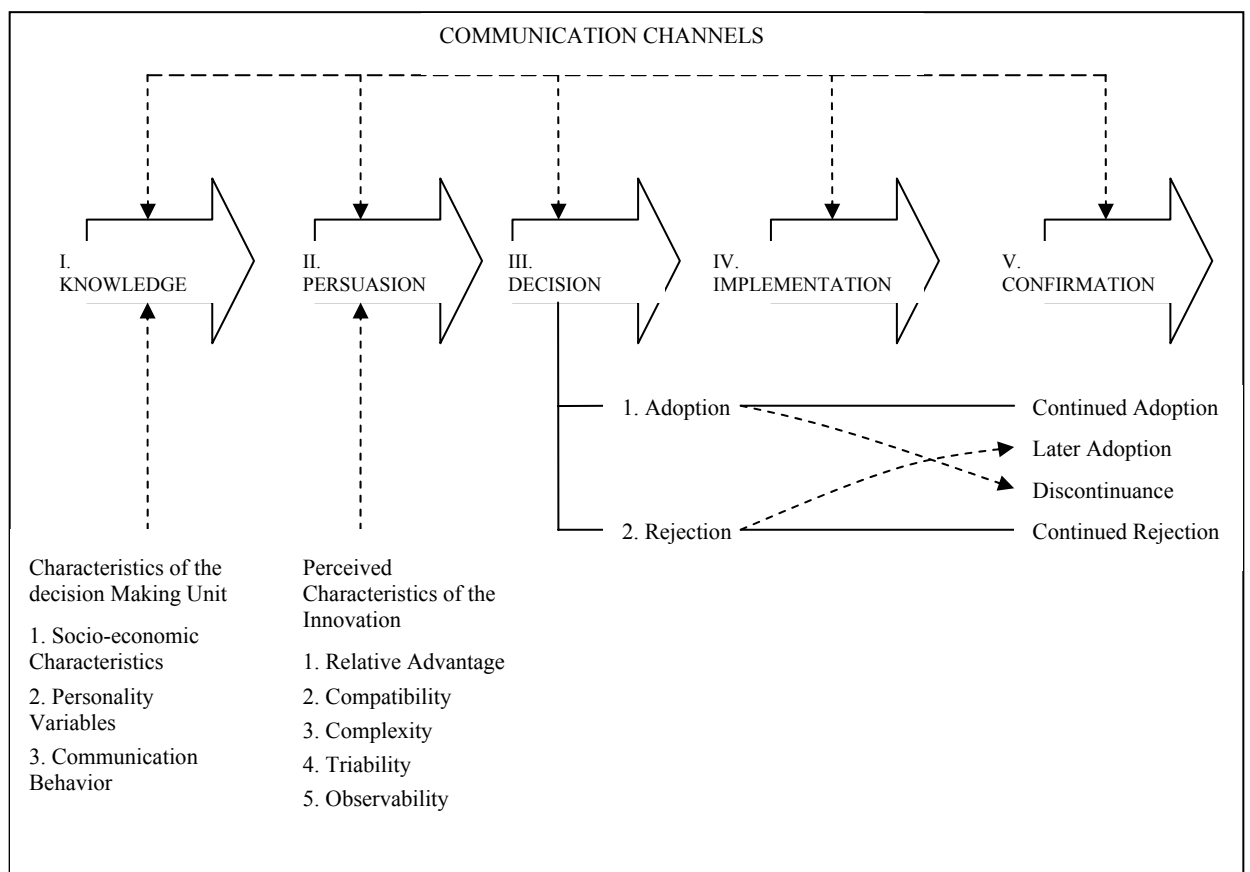 COMMUNICATION CHANNELS
I.
KNOWLEDGE
II.
PERSUASION
III.
DECISION
IV.
IMPLEMENTATION
V.
CONFIRMATION
1. Adoption
Continued Adoption
Later Adoption
Discontinuance
2. Rejection
Continued Rejection
Characteristics of the
decision Making Unit
1. Socio-economic
Characteristics
2. Personality
Variables
3. Communication
Behavior
Perceived
Characteristics of the
Innovation
1. Relative Advantage
2. Compatibility
3. Complexity
4. Triability
5. Observability